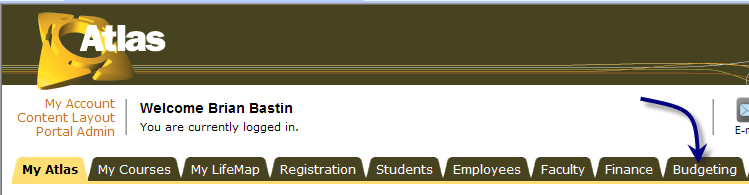 Atlas
My Account
Content Layout
Portal Admin
Welcome Brian Bastin
You are currently logged in.
My Atlas My Courses My LifeMap Registration Students Employees Faculty Finance Budgeting